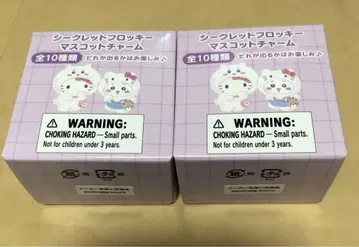 シークレットフロッキー
マスコットチャーム
全10種類 どれが出るかはお楽しみ♪
WARNING:
CHOKING HAZARD — Small parts.
Not for children under 3 years.
シークレットフロッキー
マスコットチャーム
全10種類 どれが出るかはお楽しみ♪
WARNING:
CHOKING HAZARD — Small parts.
Not for children under 3 years.